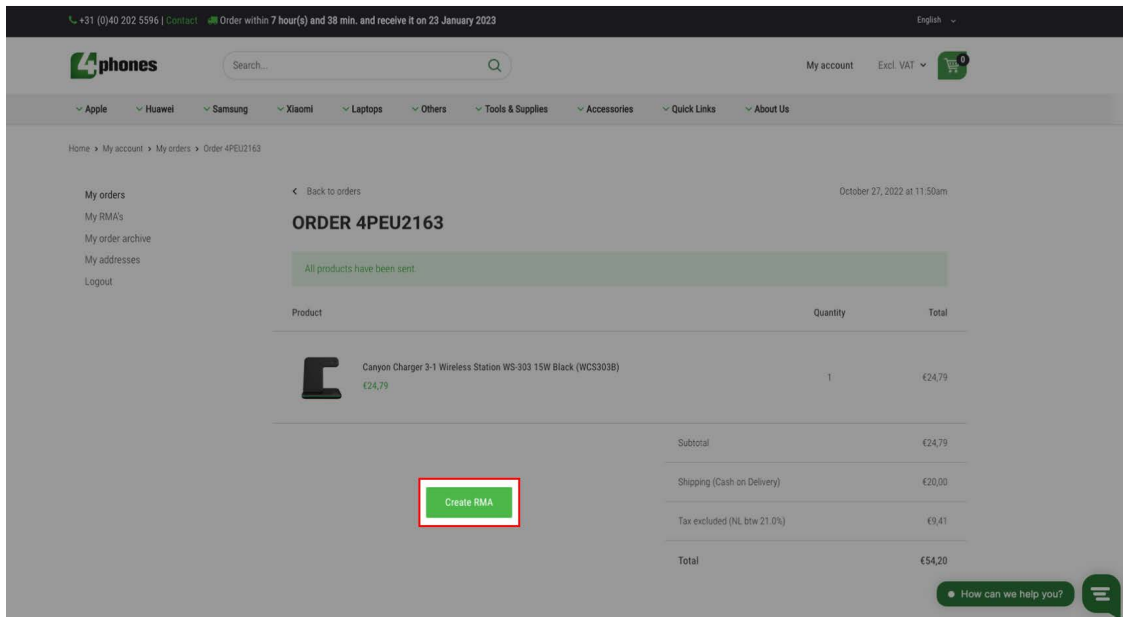 +31 (0)40 202 5596 | Contact Order within 7 hour(s) and 38 min. and receive it on 23 January 2023 English
4phones Search... My account Excl. VAT 0
Apple Huawei Samsung Xiaomi Laptops Others Tools & Supplies Accessories Quick Links About Us
Home > My account > My orders > Order 4PEU2163
My orders
My RMA's
My order archive
My addresses
Logout
< Back to orders October 27, 2022 at 11:50am
ORDER 4PEU2163
All products have been sent.
Product Quantity Total
Canyon Charger 3-1 Wireless Station WS-303 15W Black (WCS303B)
€24,79 1 €24,79
Subtotal €24,79
Shipping (Cash on Delivery) €20,00
Create RMA
Tax excluded (NL btw 21.0%) €9,41
Total €54,20
How can we help you?